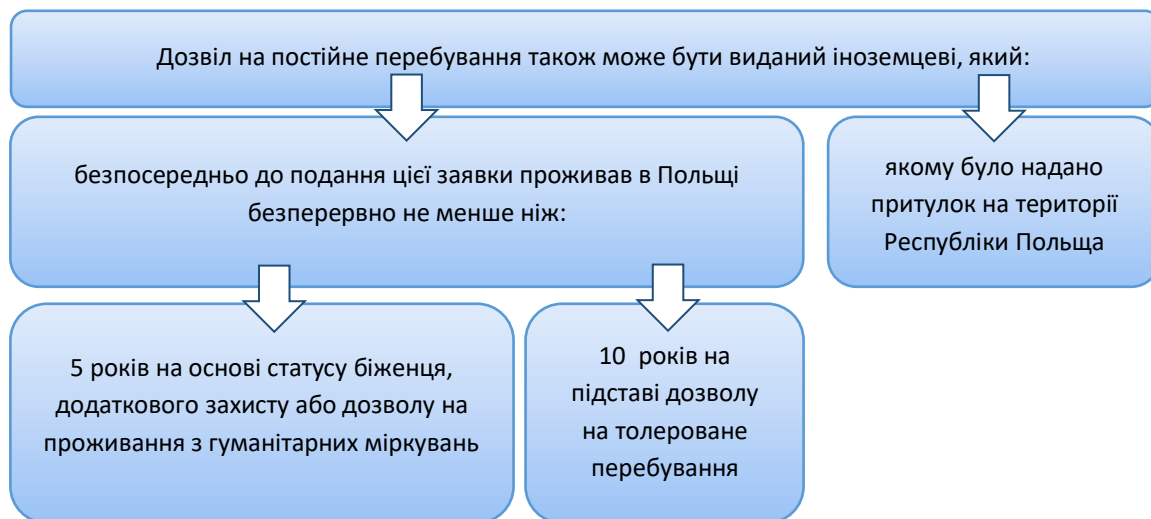 Дозвіл на постійне перебування також може бути виданий іноземцеві, який:
безпосередньо до подання цієї заявки проживав в Польщі
безперервно не менше ніж:
якому було надано
притулок на території
Республіки Польща
5 років на основі статусу біженця,
додаткового захисту або дозволу на
проживання з гуманітарних міркувань
10 років на
підставі дозволу
на толероване
перебування